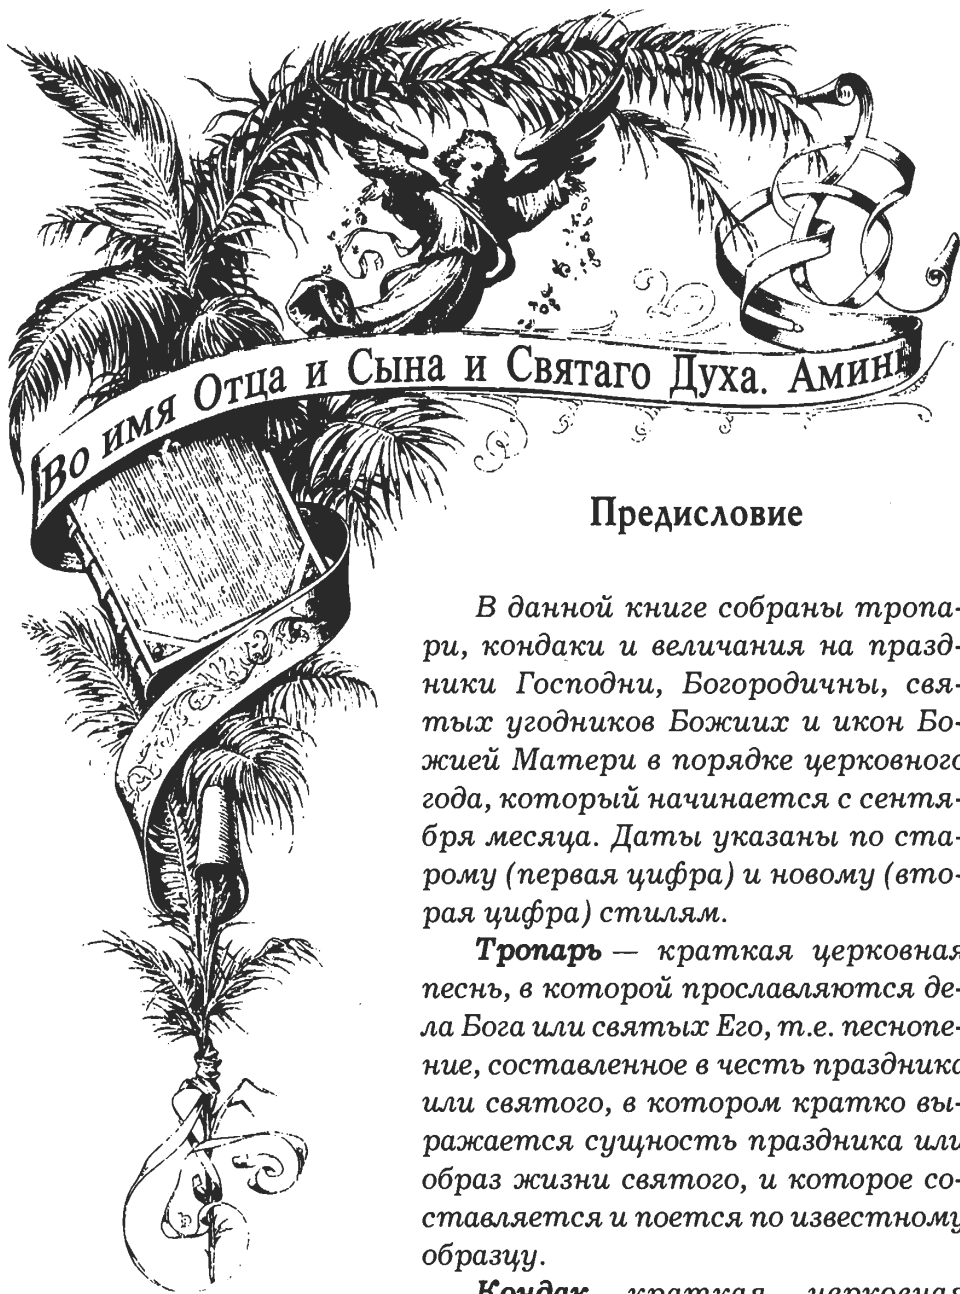 Во имя Отца и Сына и Святаго Духа. Аминь
Предисловие
В данной книге собраны тропа-
ри, кондаки и величания на празд-
ники Господни, Богородичны, свя-
тых угодников Божиих и икон Бо-
жией Матери в порядке церковного
года, который начинается с сентя-
бря месяца. Даты указаны по ста-
рому (первая цифра) и новому (вто-
рая цифра) стилям.
Тропарь — краткая церковная
песнь, в которой прославляются де-
ла Бога или святых Его, т.е. песнопе-
ние, составленное в честь праздника
или святого, в котором кратко вы-
ражается сущность праздника или
образ жизни святого, и которое со-
ставляется и поется по известному
образцу.
Кондак краткая церковная